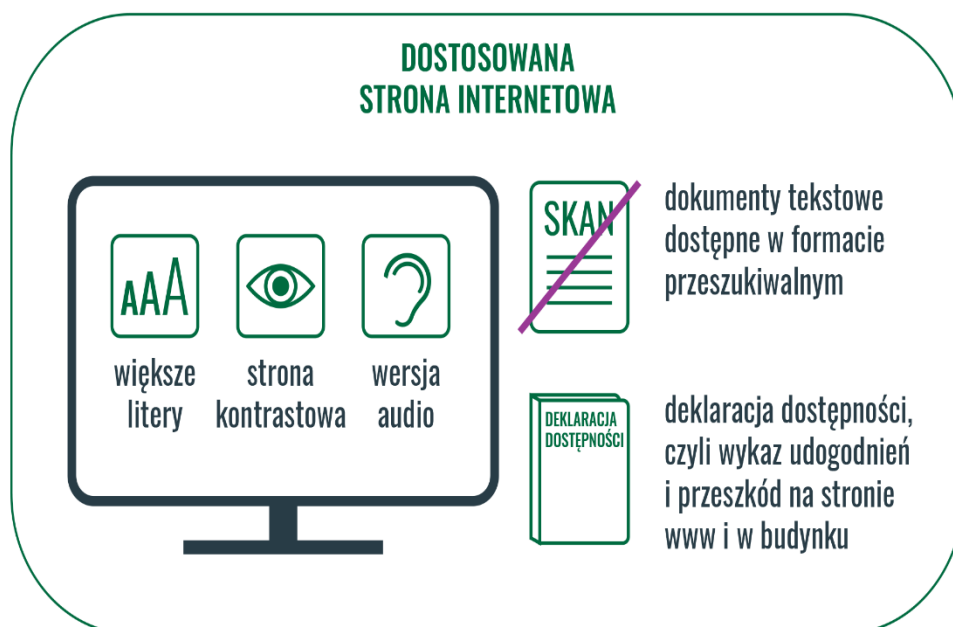 DOSTOSOWANA
STRONA INTERNETOWA
AAA
większe
litery
strona
kontrastowa
wersja
audio
SKAN
dokumenty tekstowe
dostępne w formacie
przeszukiwalnym
DEKLARACJA
DOSTĘPNOŚCI
deklaracja dostępności,
czyli wykaz udogodnień
i przeszkód na stronie
www i w budynku